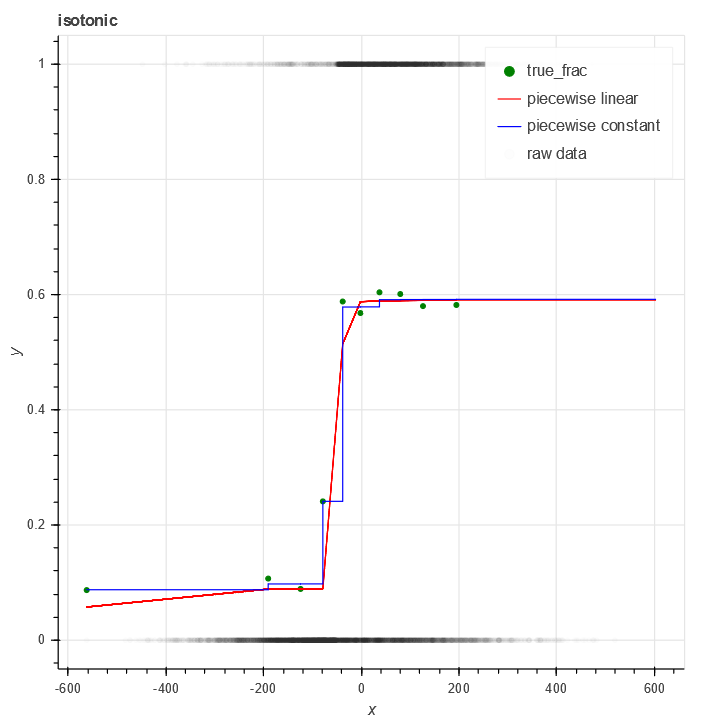 isotonic
true_frac
piecewise linear
piecewise constant
raw data
1
0.8
0.6
0.4
0.2
0
y
-600
-400
-200
0
200
400
600
x